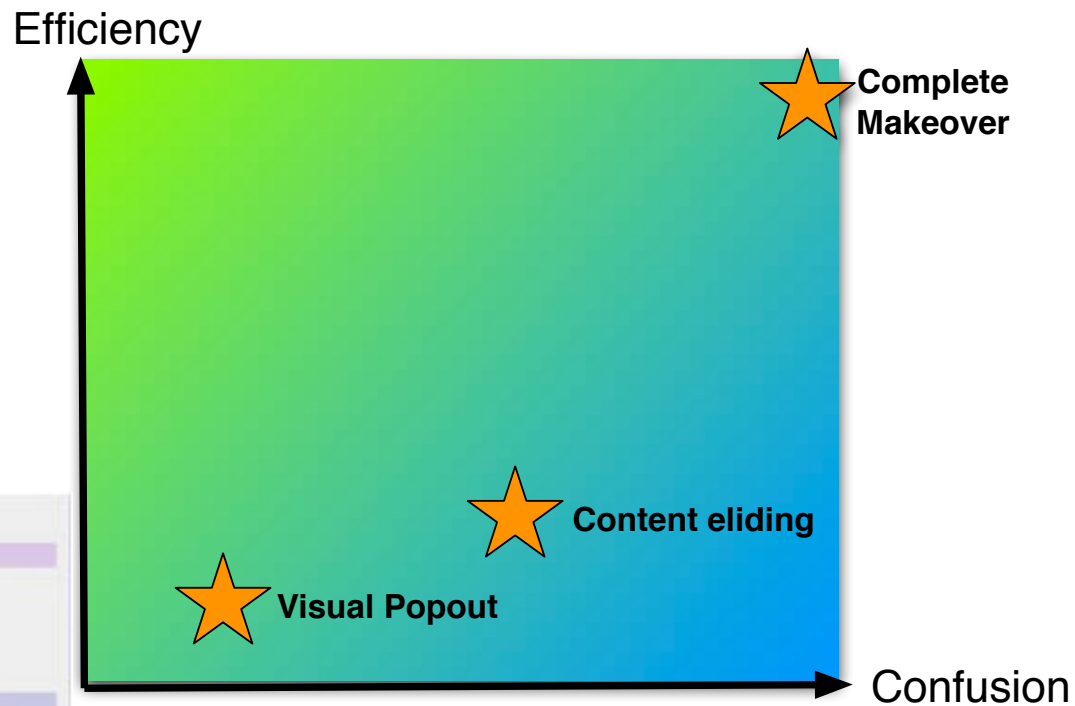 Efficiency
Complete
Makeover
Content eliding
Visual Popout
Confusion